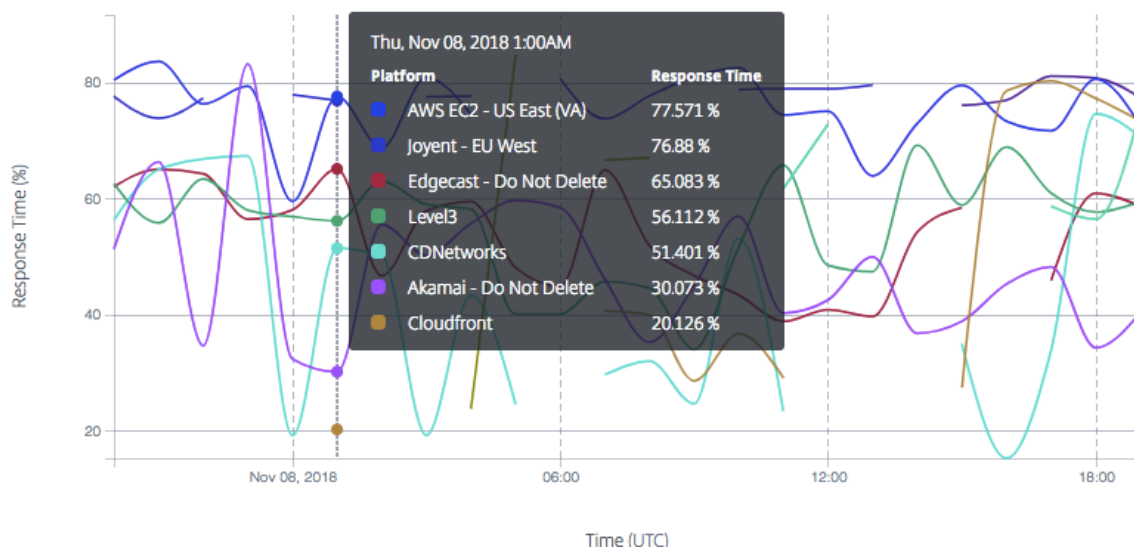 Thu, Nov 08, 2018 1:00AM
Platform Response Time
AWS EC2 - US East (VA) 77.571 %
Joyent - EU West 76.88 %
Edgecast - Do Not Delete 65.083 %
Level3 56.112 %
CDNetworks 51.401 %
Akamai - Do Not Delete 30.073 %
Cloudfront 20.126 %
Response Time (%)
80
60
40
20
Nov 08, 2018 06:00 12:00 18:00
Time (UTC)